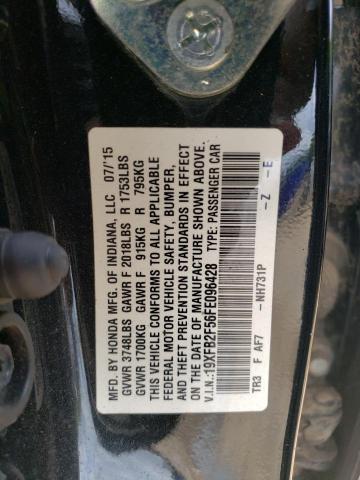 MFD. BY HONDA MFG. OF INDIANA, LLC 07/15
GVWR 3748LBS GAWR F 2018LBS R 1753LBS
GVWR 1700KG GAWR F 915KG R 795KG
THIS VEHICLE CONFORMS TO ALL APPLICABLE
FEDERAL MOTOR VEHICLE SAFETY, BUMPER,
AND THEFT PREVENTION STANDARDS IN EFFECT
ON THE DATE OF MANUFACTURE SHOWN ABOVE.
V.I.N.:19XFB2F56FE096428 TYPE: PASSENGER CAR
-NH731P -Z -E
TR3 F AF7